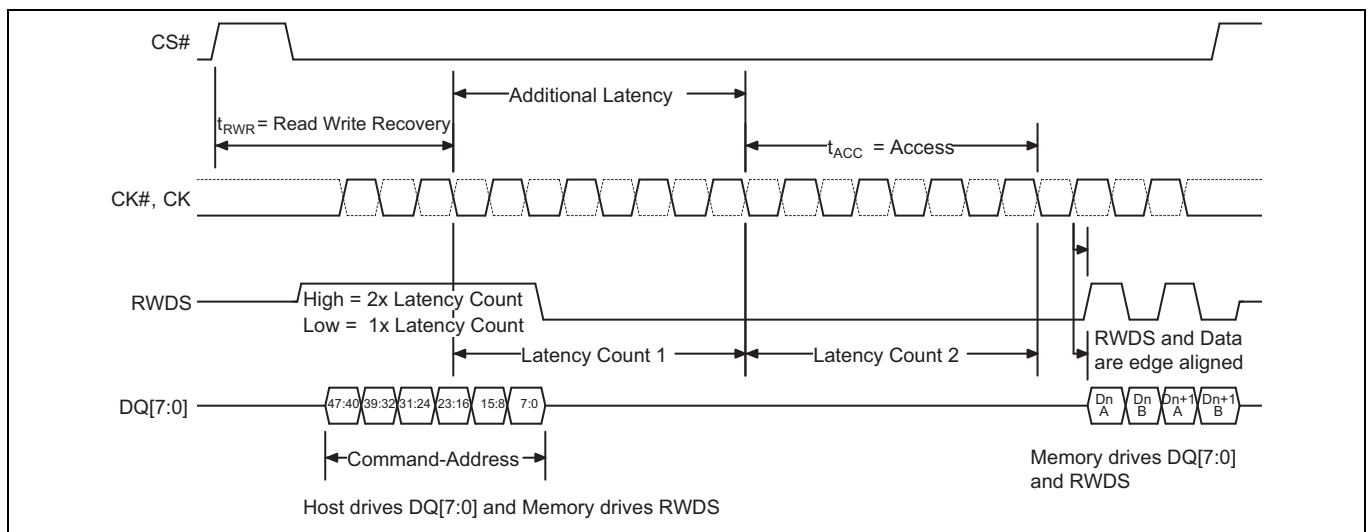 CS#
Additional Latency
tRWR = Read Write Recovery
tACC = Access
CK#, CK
RWDS
High = 2x Latency Count
Low = 1x Latency Count
RWDS and Data
are edge aligned
Latency Count 1
Latency Count 2
DQ[7:0]
47:40 39:32 31:24 23:16 15:8 7:0
Dn A
Dn B
Dn+1 A
Dn+1 B
Command-Address
Memory drives DQ[7:0]
and RWDS
Host drives DQ[7:0] and Memory drives RWDS